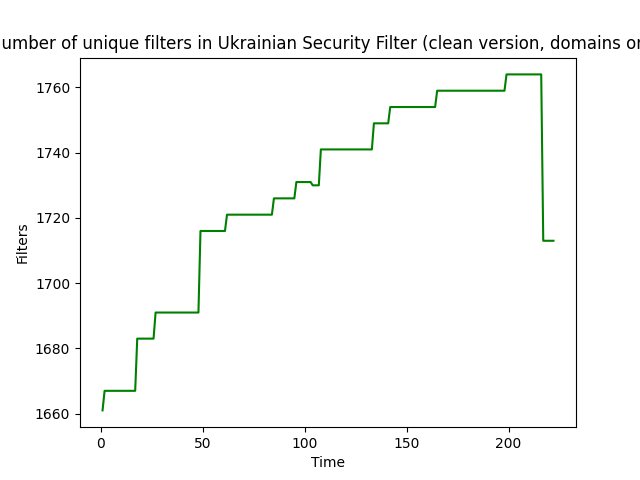 umber of unique filters in Ukrainian Security Filter (clean version, domains or
1760
1740
1720
1700
1680
1660
Filters
0 50 100 150 200
Time